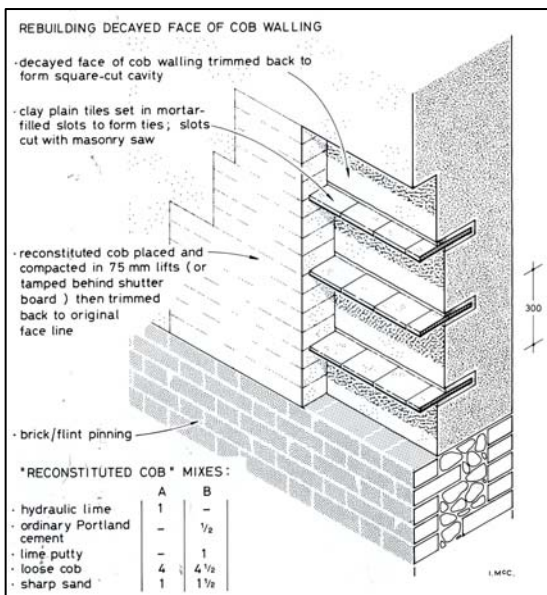 REBUILDING DECAYED FACE OF COB WALLING
· decayed face of cob walling trimmed back to
form square-cut cavity
· clay plain tiles set in mortar-
filled slots to form ties; slots
cut with masonry saw
· reconstituted cob placed and
compacted in 75 mm lifts (or
tamped behind shutter
board) then trimmed
back to original
face line
300
· brick/flint pinning
"RECONSTITUTED COB" MIXES:
A B
· hydraulic lime 1 –
· ordinary Portland
cement – 1/2
· lime putty – 1
· loose cob 4 4 1/2
· sharp sand 1 1 1/2
I. McC.